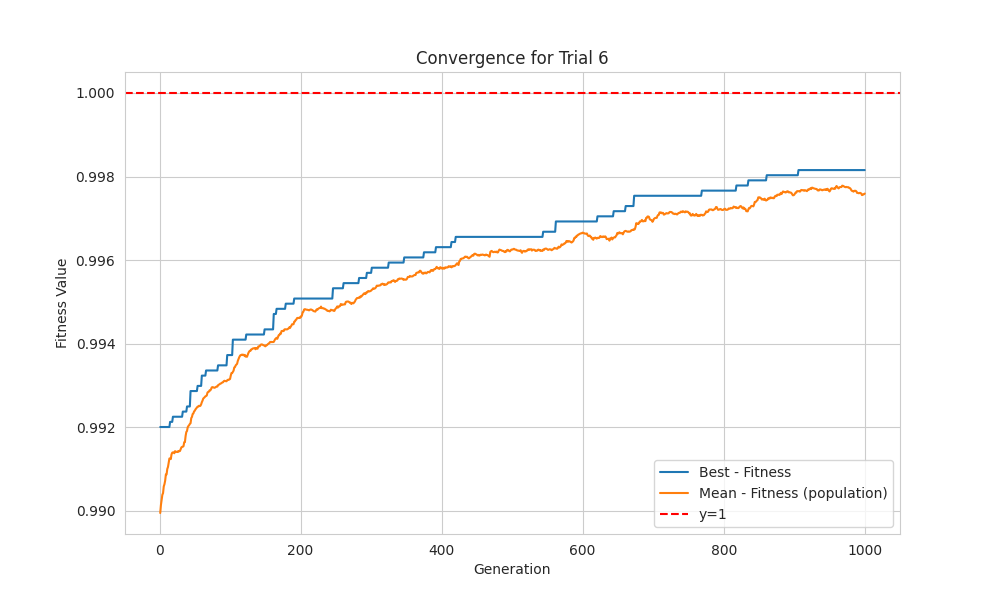 Convergence for Trial 6
1.000
0.998
0.996
0.994
0.992
0.990
Fitness Value
0 200 400 600 800 1000
Generation
Best - Fitness
Mean - Fitness (population)
y=1